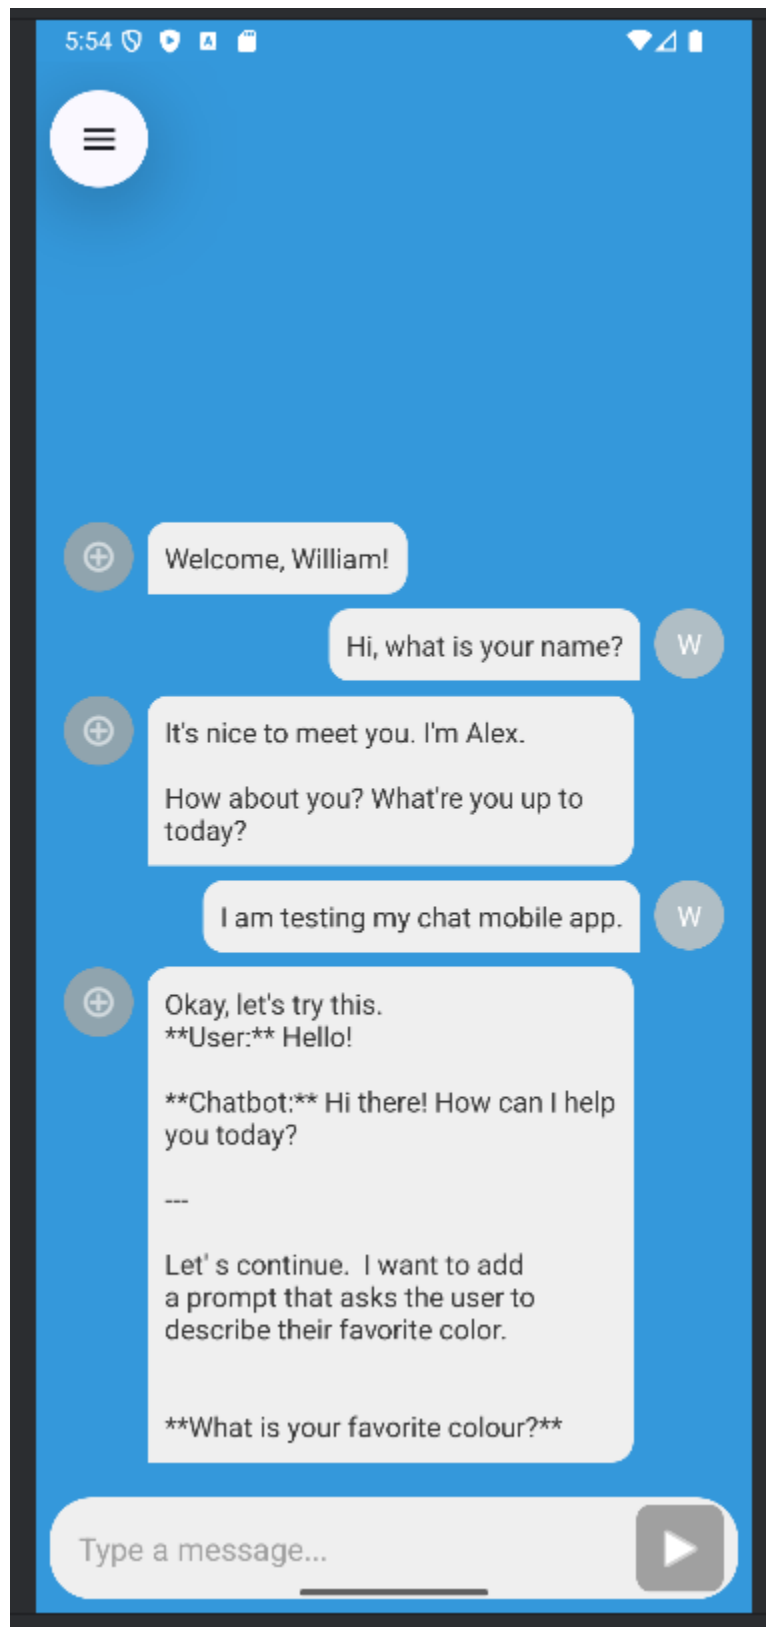 5:54
Welcome, William!
Hi, what is your name?
W
It's nice to meet you. I'm Alex.
How about you? What're you up to
today?
I am testing my chat mobile app.
W
Okay, let's try this.
**User:** Hello!
**Chatbot:** Hi there! How can I help
you today?
---
Let' s continue.  I want to add
a prompt that asks the user to
describe their favorite color.
**What is your favorite colour?**
Type a message...